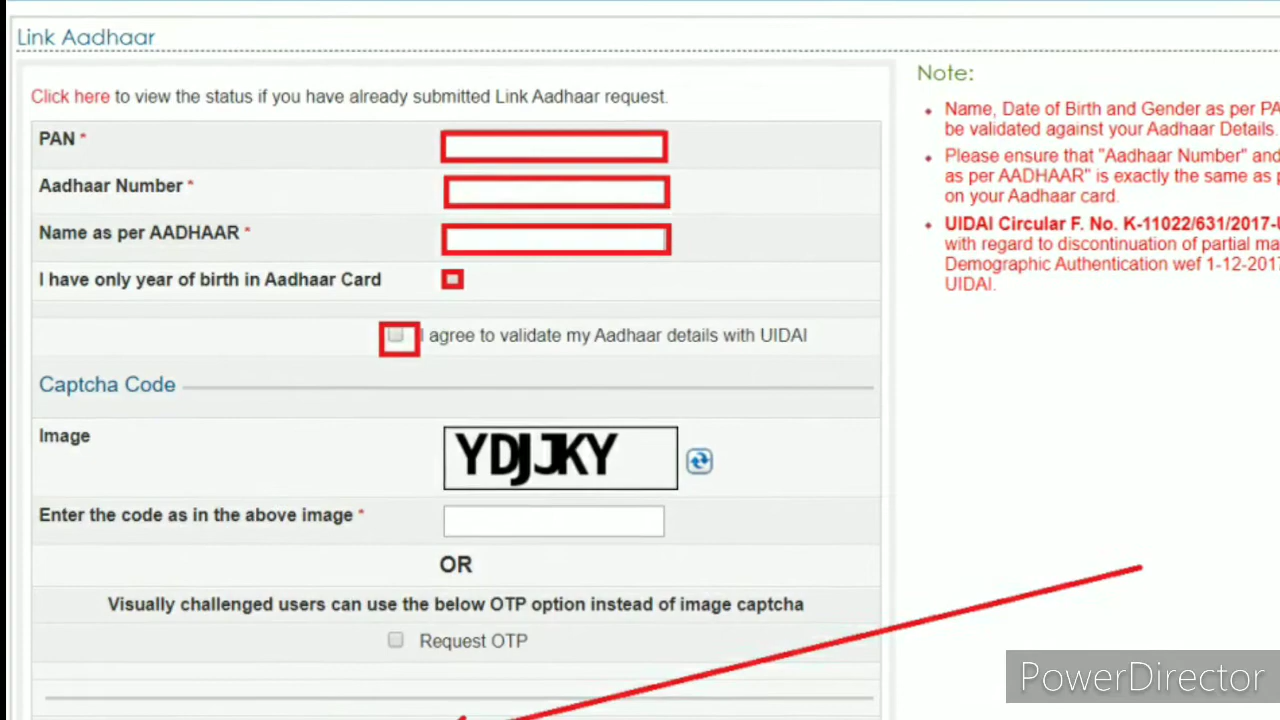 Link Aadhaar
Click here to view the status if you have already submitted Link Aadhaar request.
PAN *
Aadhaar Number *
Name as per AADHAAR *
I have only year of birth in Aadhaar Card
I agree to validate my Aadhaar details with UIDAI
Captcha Code
Image
YDJJKY
Enter the code as in the above image *
OR
Visually challenged users can use the below OTP option instead of image captcha
Request OTP
Note:
Name, Date of Birth and Gender as per PA
be validated against your Aadhaar Details.
Please ensure that "Aadhaar Number" and
as per AADHAAR" is exactly the same as p
on your Aadhaar card.
UIDAI Circular F. No. K-11022/631/2017-U
with regard to discontinuation of partial ma
Demographic Authentication wef 1-12-2017
UIDAI.
PowerDirector